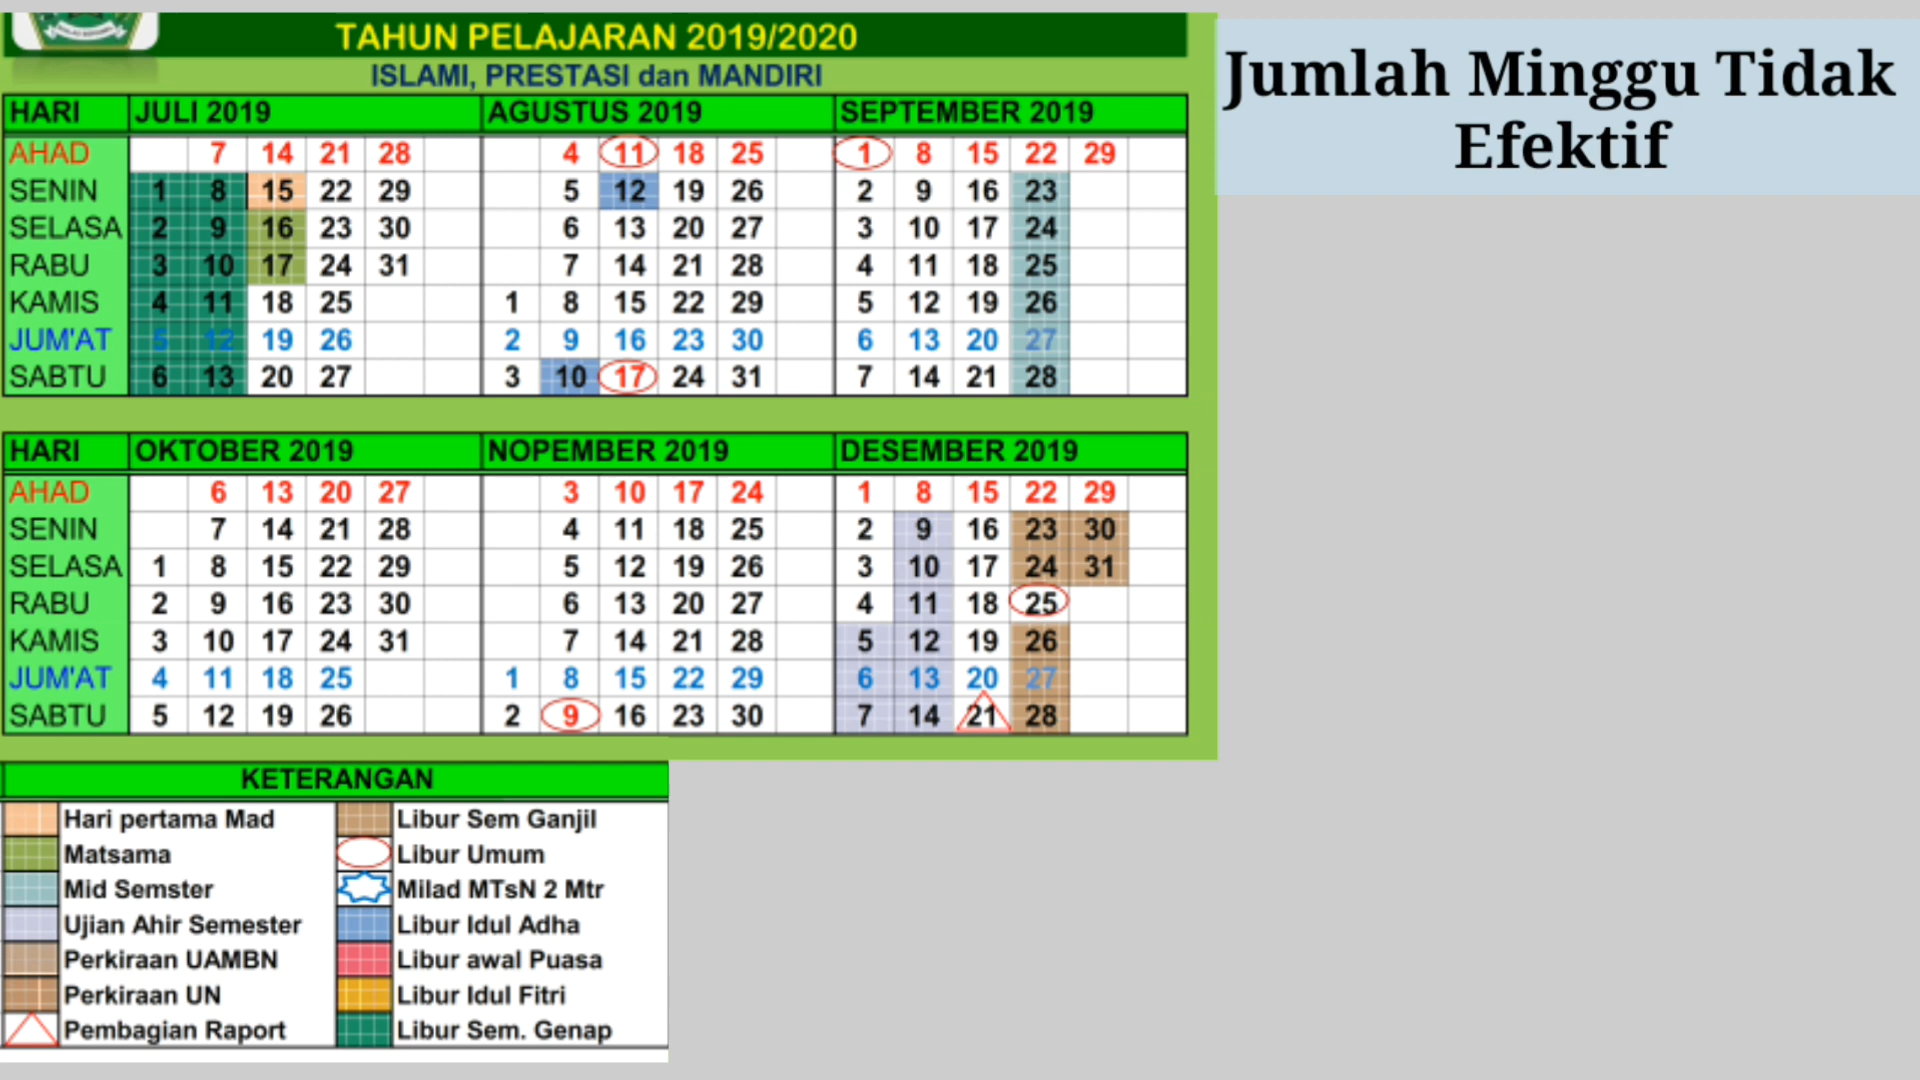 TAHUN PELAJARAN 2019/2020
ISLAMI, PRESTASI dan MANDIRI
Jumlah Minggu Tidak
Efektif
HARI JULI 2019 AGUSTUS 2019 SEPTEMBER 2019
AHAD 7 14 21 28 4 11 18 25 1 8 15 22 29
SENIN 1 8 15 22 29 5 12 19 26 2 9 16 23
SELASA 2 9 16 23 30 6 13 20 27 3 10 17 24
RABU 3 10 17 24 31 7 14 21 28 4 11 18 25
KAMIS 4 11 18 25 1 8 15 22 29 5 12 19 26
JUM'AT 5 12 19 26 2 9 16 23 30 6 13 20 27
SABTU 6 13 20 27 3 10 17 24 31 7 14 21 28
HARI OKTOBER 2019 NOPEMBER 2019 DESEMBER 2019
AHAD 6 13 20 27 3 10 17 24 1 8 15 22 29
SENIN 7 14 21 28 4 11 18 25 2 9 16 23 30
SELASA 1 8 15 22 29 5 12 19 26 3 10 17 24 31
RABU 2 9 16 23 30 6 13 20 27 4 11 18 25
KAMIS 3 10 17 24 31 7 14 21 28 5 12 19 26
JUM'AT 4 11 18 25 1 8 15 22 29 6 13 20 27
SABTU 5 12 19 26 2 9 16 23 30 7 14 21 28
KETERANGAN
Hari pertama Mad Libur Sem Ganjil
Matsama Libur Umum
Mid Semster Milad MTsN 2 Mtr
Ujian Ahir Semester Libur Idul Adha
Perkiraan UAMBN Libur awal Puasa
Perkiraan UN Libur Idul Fitri
Pembagian Raport Libur Sem. Genap